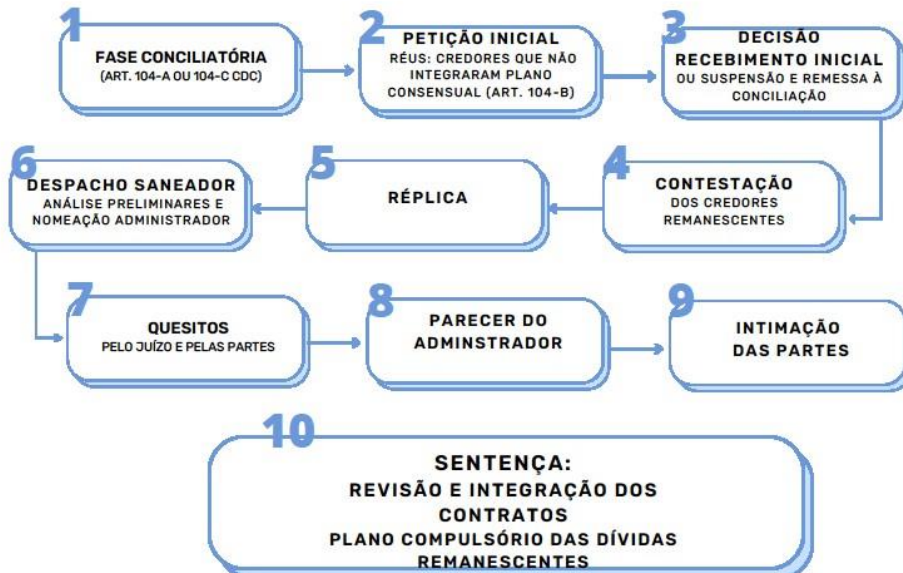 1
FASE CONCILIATÓRIA
(ART. 104-A OU 104-C CDC)
2
PETIÇÃO INICIAL
RÉUS: CREDORES QUE NÃO
INTEGRARAM PLANO
CONSENSUAL (ART. 104-B)
3
DECISÃO
RECEBIMENTO INICIAL
OU SUSPENSÃO E REMESSA À
CONCILIAÇÃO
4
CONTESTAÇÃO
DOS CREDORES
REMANESCENTES
5
RÉPLICA
6
DESPACHO SANEADOR
ANÁLISE PRELIMINARES E
NOMEAÇÃO ADMINISTRADOR
7
QUESITOS
PELO JUÍZO E PELAS PARTES
8
PARECER DO
ADMINSTRADOR
9
INTIMAÇÃO
DAS PARTES
10
SENTENÇA:
REVISÃO E INTEGRAÇÃO DOS
CONTRATOS
PLANO COMPULSÓRIO DAS DÍVIDAS
REMANESCENTES